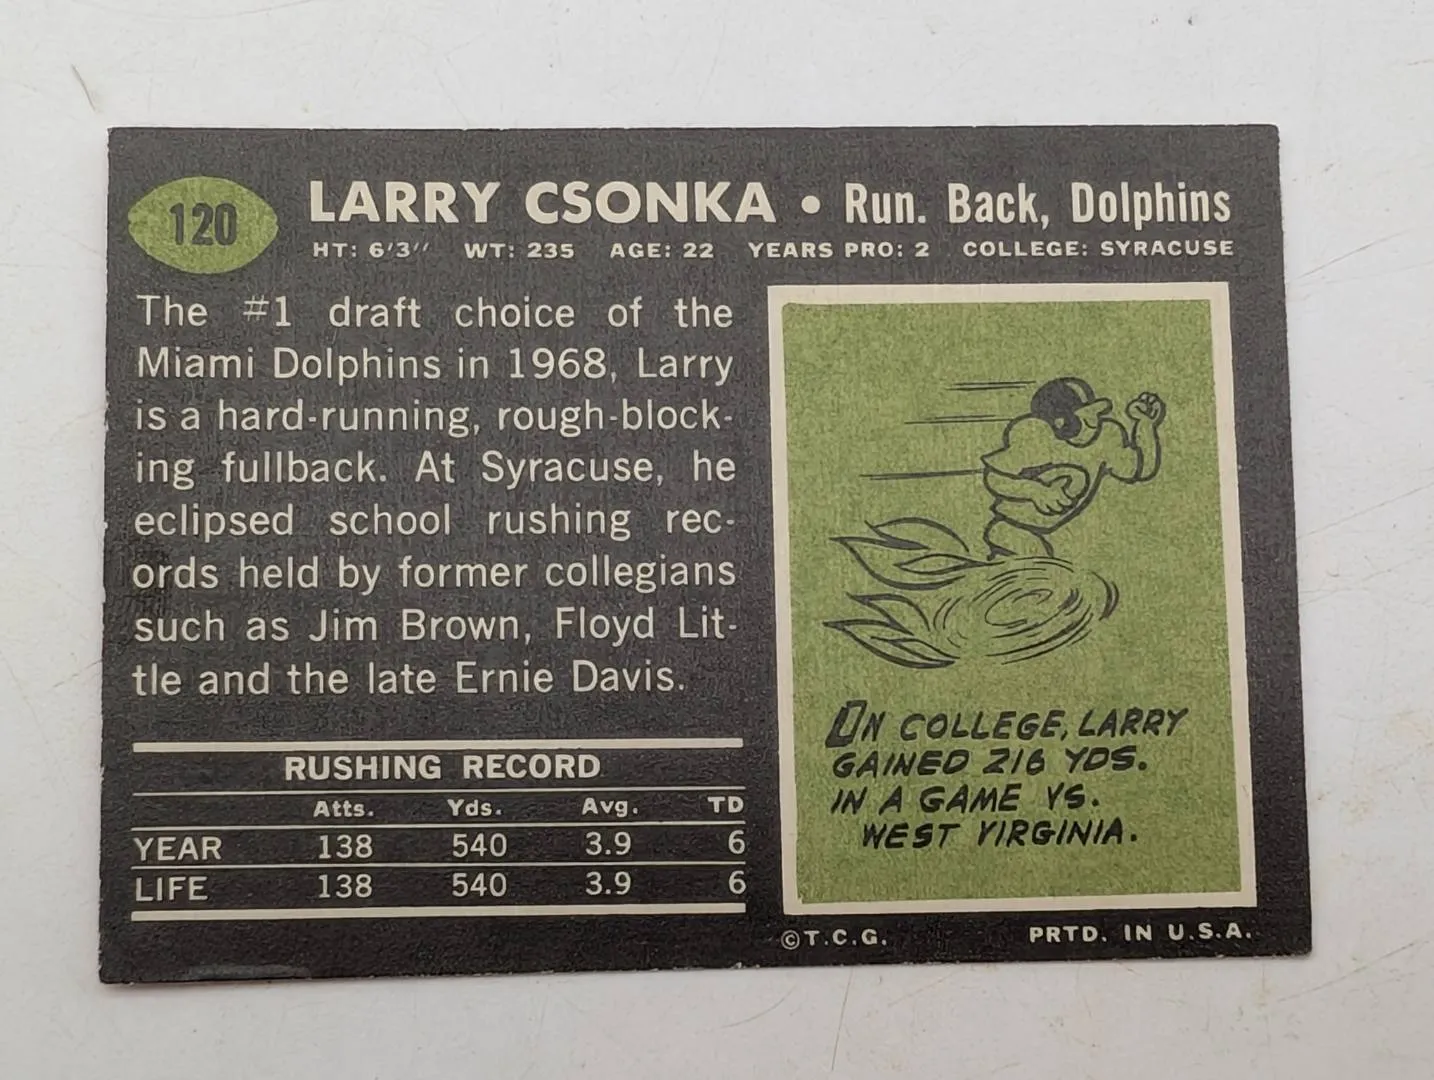 120
LARRY CSONKA • Run. Back, Dolphins
HT: 6'3" WT: 235 AGE: 22 YEARS PRO: 2 COLLEGE: SYRACUSE
The #1 draft choice of the
Miami Dolphins in 1968, Larry
is a hard-running, rough-block-
ing fullback. At Syracuse, he
eclipsed school rushing rec-
ords held by former collegians
such as Jim Brown, Floyd Lit-
tle and the late Ernie Davis.
RUSHING RECORD
Atts. Yds. Avg. TD
YEAR 138 540 3.9 6
LIFE 138 540 3.9 6
IN COLLEGE, LARRY
GAINED 216 YDS.
IN A GAME VS.
WEST VIRGINIA.
©T.C.G. PRTD. IN U.S.A.